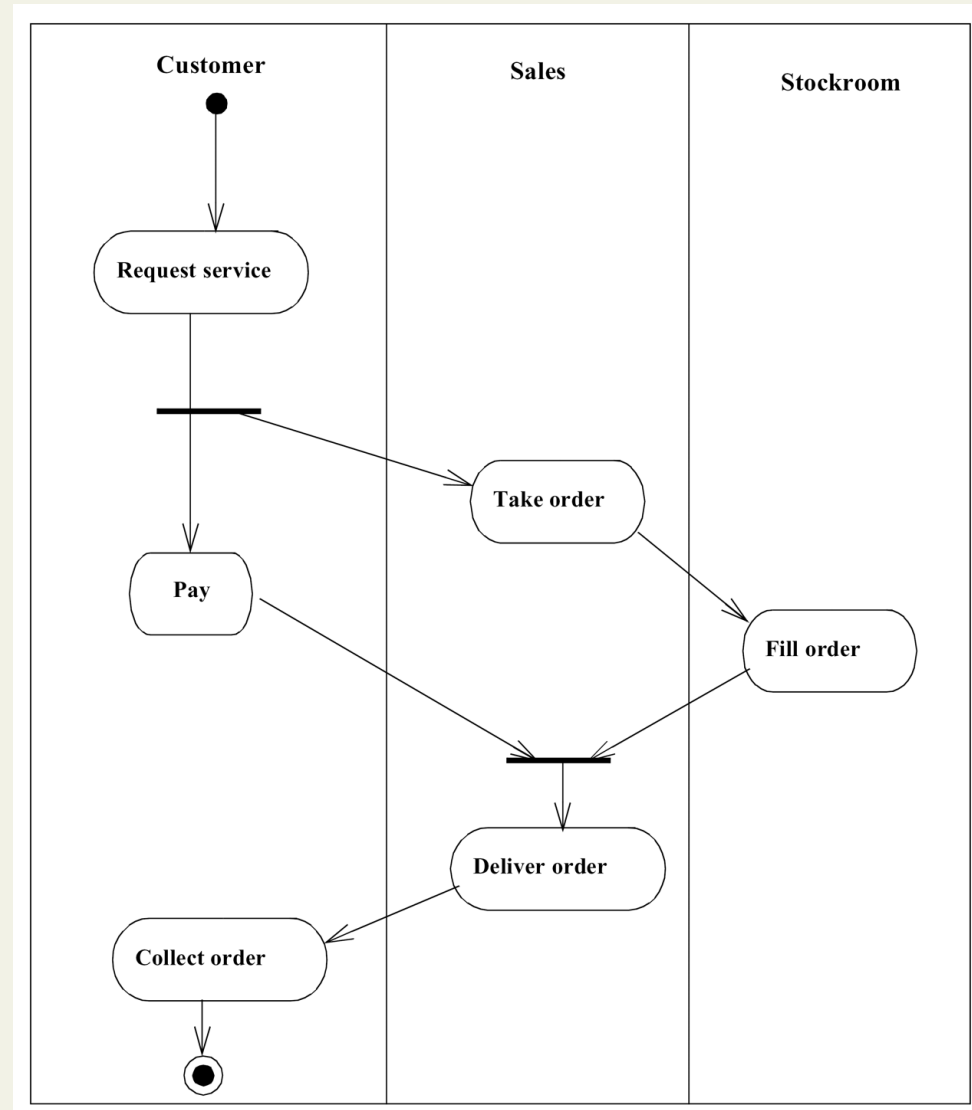 Customer
Sales
Stockroom
Request service
Take order
Pay
Fill order
Deliver order
Collect order